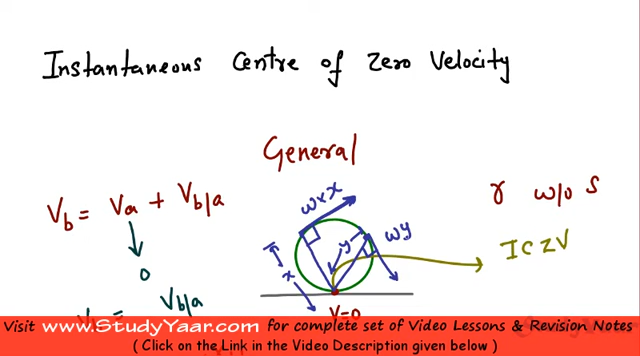 Instantaneous Centre of Zero Velocity
General
Vb = Va + Vb/a
0
Vb/a
ω × x
y
ωy
x
V=0
r w/o S
ICZV
Visit www.StudyYaar.com for complete set of Video Lessons & Revision Notes
( Click on the Link in the Video Description given below )